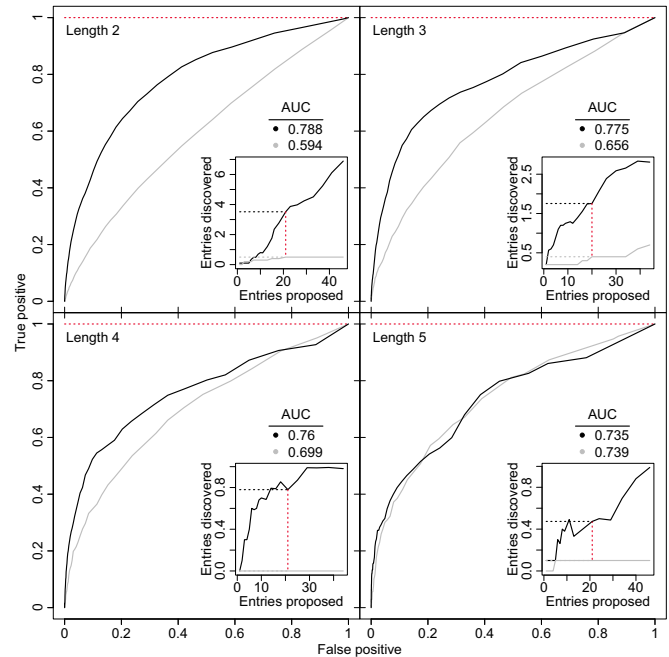 Length 2
AUC
0.788
0.594
Entries discovered
0 2 4 6
0 10 20 30 40
Entries proposed
Length 3
AUC
0.775
0.656
Entries discovered
0.5 1.5 2.5
0 10 30
Entries proposed
0 0.2 0.4 0.6 0.8 1
True positive
Length 4
AUC
0.76
0.699
Entries discovered
0.0 0.4 0.8
0 10 30
Entries proposed
Length 5
AUC
0.735
0.739
Entries discovered
0.0 0.4 0.8
0 20 40
Entries proposed
0 0.2 0.4 0.6 0.8 1
0 0.2 0.4 0.6 0.8 1
0 0.2 0.4 0.6 0.8 1
False positive